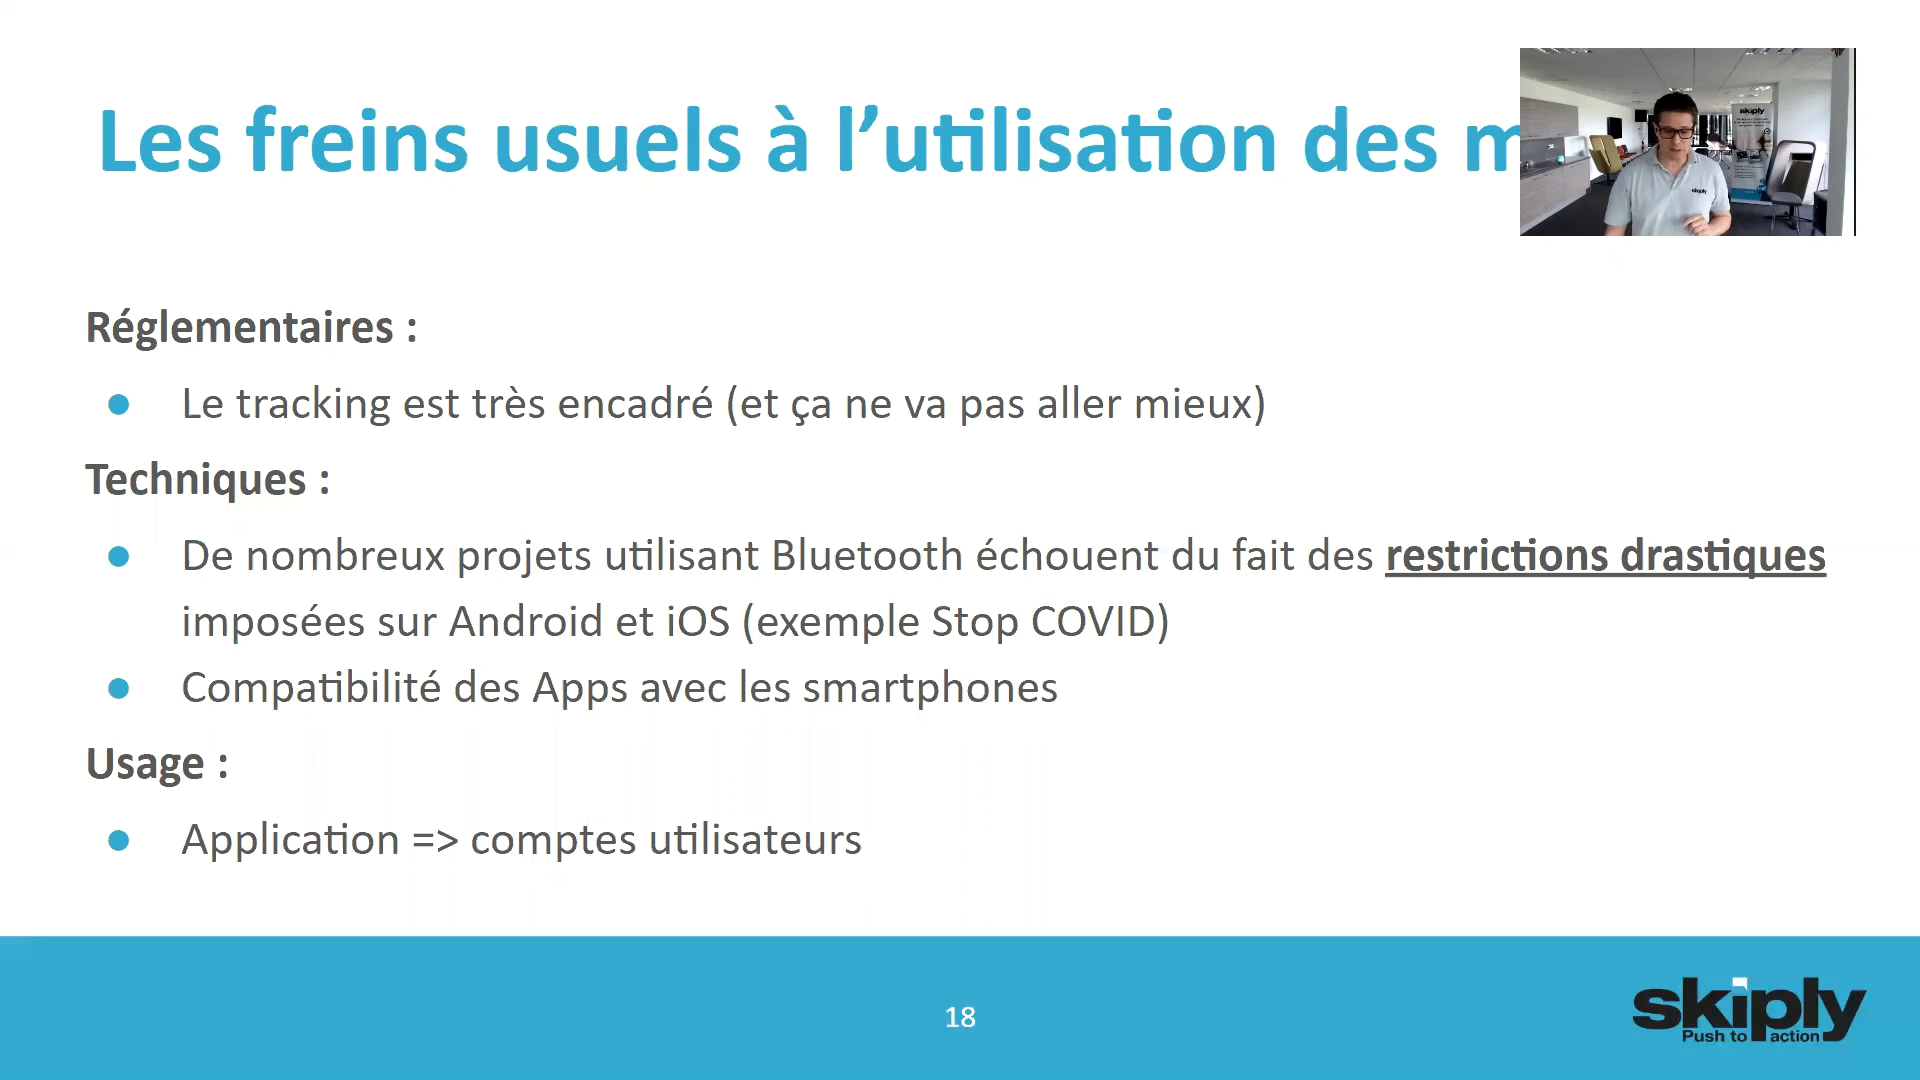 Les freins usuels à l’utilisation des
Réglementaires :
● Le tracking est très encadré (et ça ne va pas aller mieux)
Techniques :
● De nombreux projets utilisant Bluetooth échouent du fait des restrictions drastiques
imposées sur Android et iOS (exemple Stop COVID)
● Compatibilité des Apps avec les smartphones
Usage :
● Application => comptes utilisateurs
18
skiply
Push to action
skiply
skiply